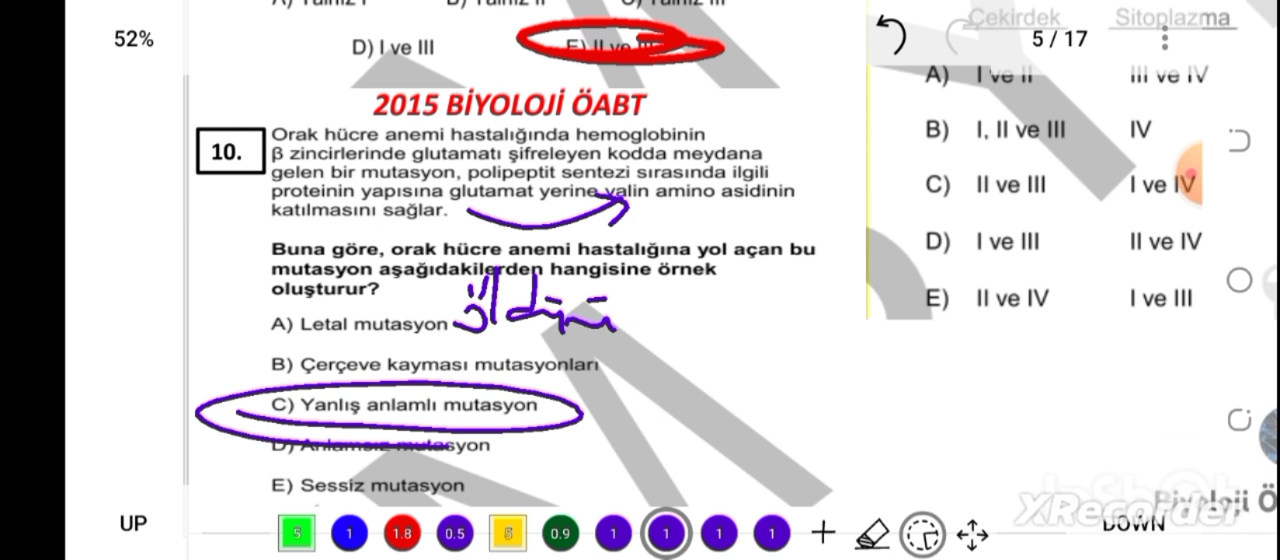 52%
D) I ve III
E) II ve III
2015 BİYOLOJİ ÖABT
10.
Orak hücre anemi hastalığında hemoglobinin
β zincirlerinde glutamatı şifreleyen kodda meydana
gelen bir mutasyon, polipeptit sentezi sırasında ilgili
proteinin yapısına glutamat yerine valin amino asidinin
katılmasını sağlar.
Buna göre, orak hücre anemi hastalığına yol açan bu
mutasyon aşağıdakilerden hangisine örnek
oluşturur?
A) Letal mutasyon
B) Çerçeve kayması mutasyonları
C) Yanlış anlamlı mutasyon
D) Anlamsız mutasyon
E) Sessiz mutasyon
Çekirdek Sitoplazma
5 / 17
A) I ve II III ve IV
B) I, II ve III IV
C) II ve III I ve IV
D) I ve III II ve IV
E) II ve IV I ve III
Biyoloji Ö
XRecorder
UP
5 1 1.8 0.5 5 0.9 1 1 1 1
DOWN